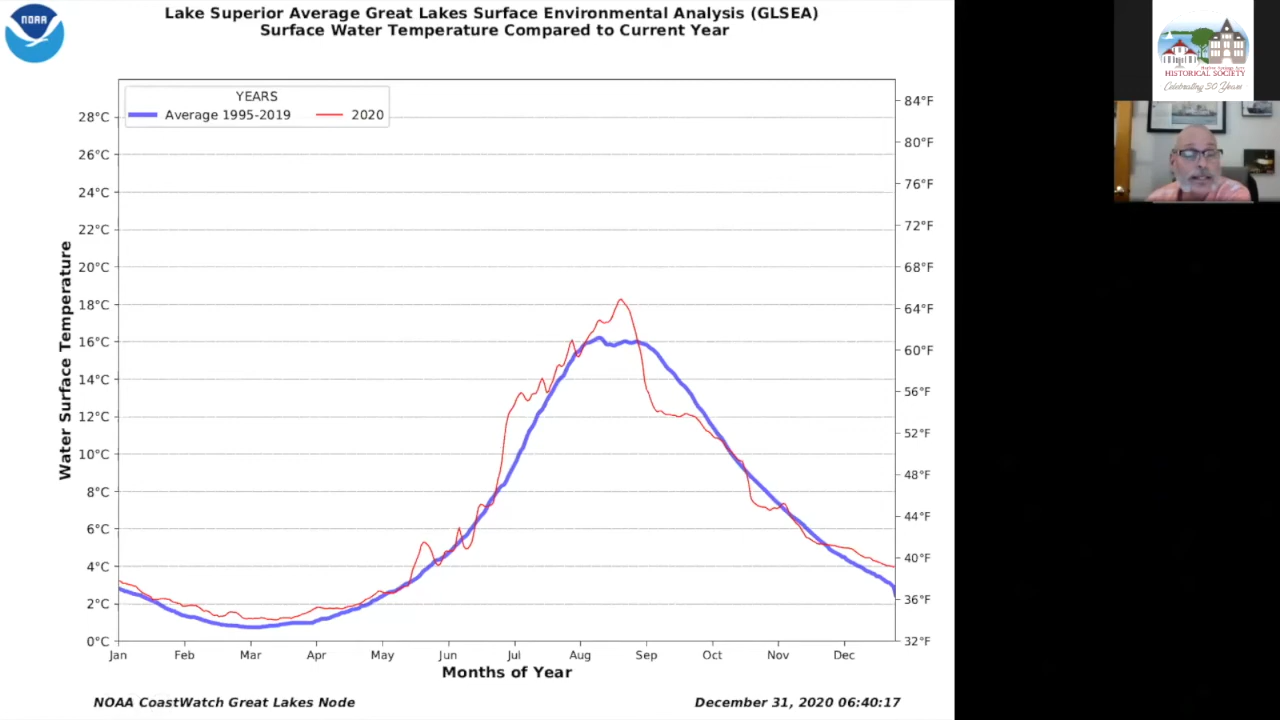 Lake Superior Average Great Lakes Surface Environmental Analysis (GLSEA)
Surface Water Temperature Compared to Current Year
NOAA
YEARS
Average 1995-2019
2020
28°C
26°C
24°C
22°C
20°C
18°C
16°C
14°C
12°C
10°C
8°C
6°C
4°C
2°C
0°C
Water Surface Temperature
84°F
80°F
76°F
72°F
68°F
64°F
60°F
56°F
52°F
48°F
44°F
40°F
36°F
32°F
Jan Feb Mar Apr May Jun Jul Aug Sep Oct Nov Dec
Months of Year
NOAA CoastWatch Great Lakes Node
December 31, 2020 06:40:17
HISTORICAL SOCIETY
Celebrating 50 Years